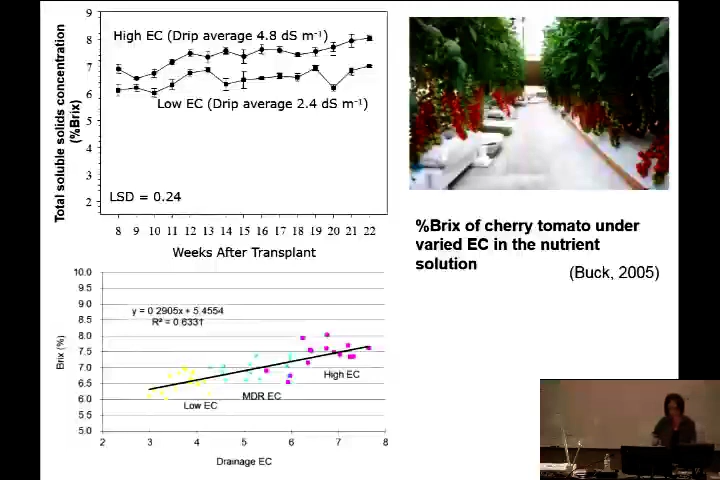 Total soluble solids concentration
(%Brix)
9
8
7
6
5
4
3
2
High EC (Drip average 4.8 dS m⁻¹)
Low EC (Drip average 2.4 dS m⁻¹)
LSD = 0.24
8 9 10 11 12 13 14 15 16 17 18 19 20 21 22
Weeks After Transplant
%Brix of cherry tomato under
varied EC in the nutrient
solution
(Buck, 2005)
Brix (%)
10.0
9.5
9.0
8.5
8.0
7.5
7.0
6.5
6.0
5.5
5.0
y = 0.2905x + 5.4554
R² = 0.6331
High EC
MDR EC
Low EC
2 3 4 5 6 7 8
Drainage EC